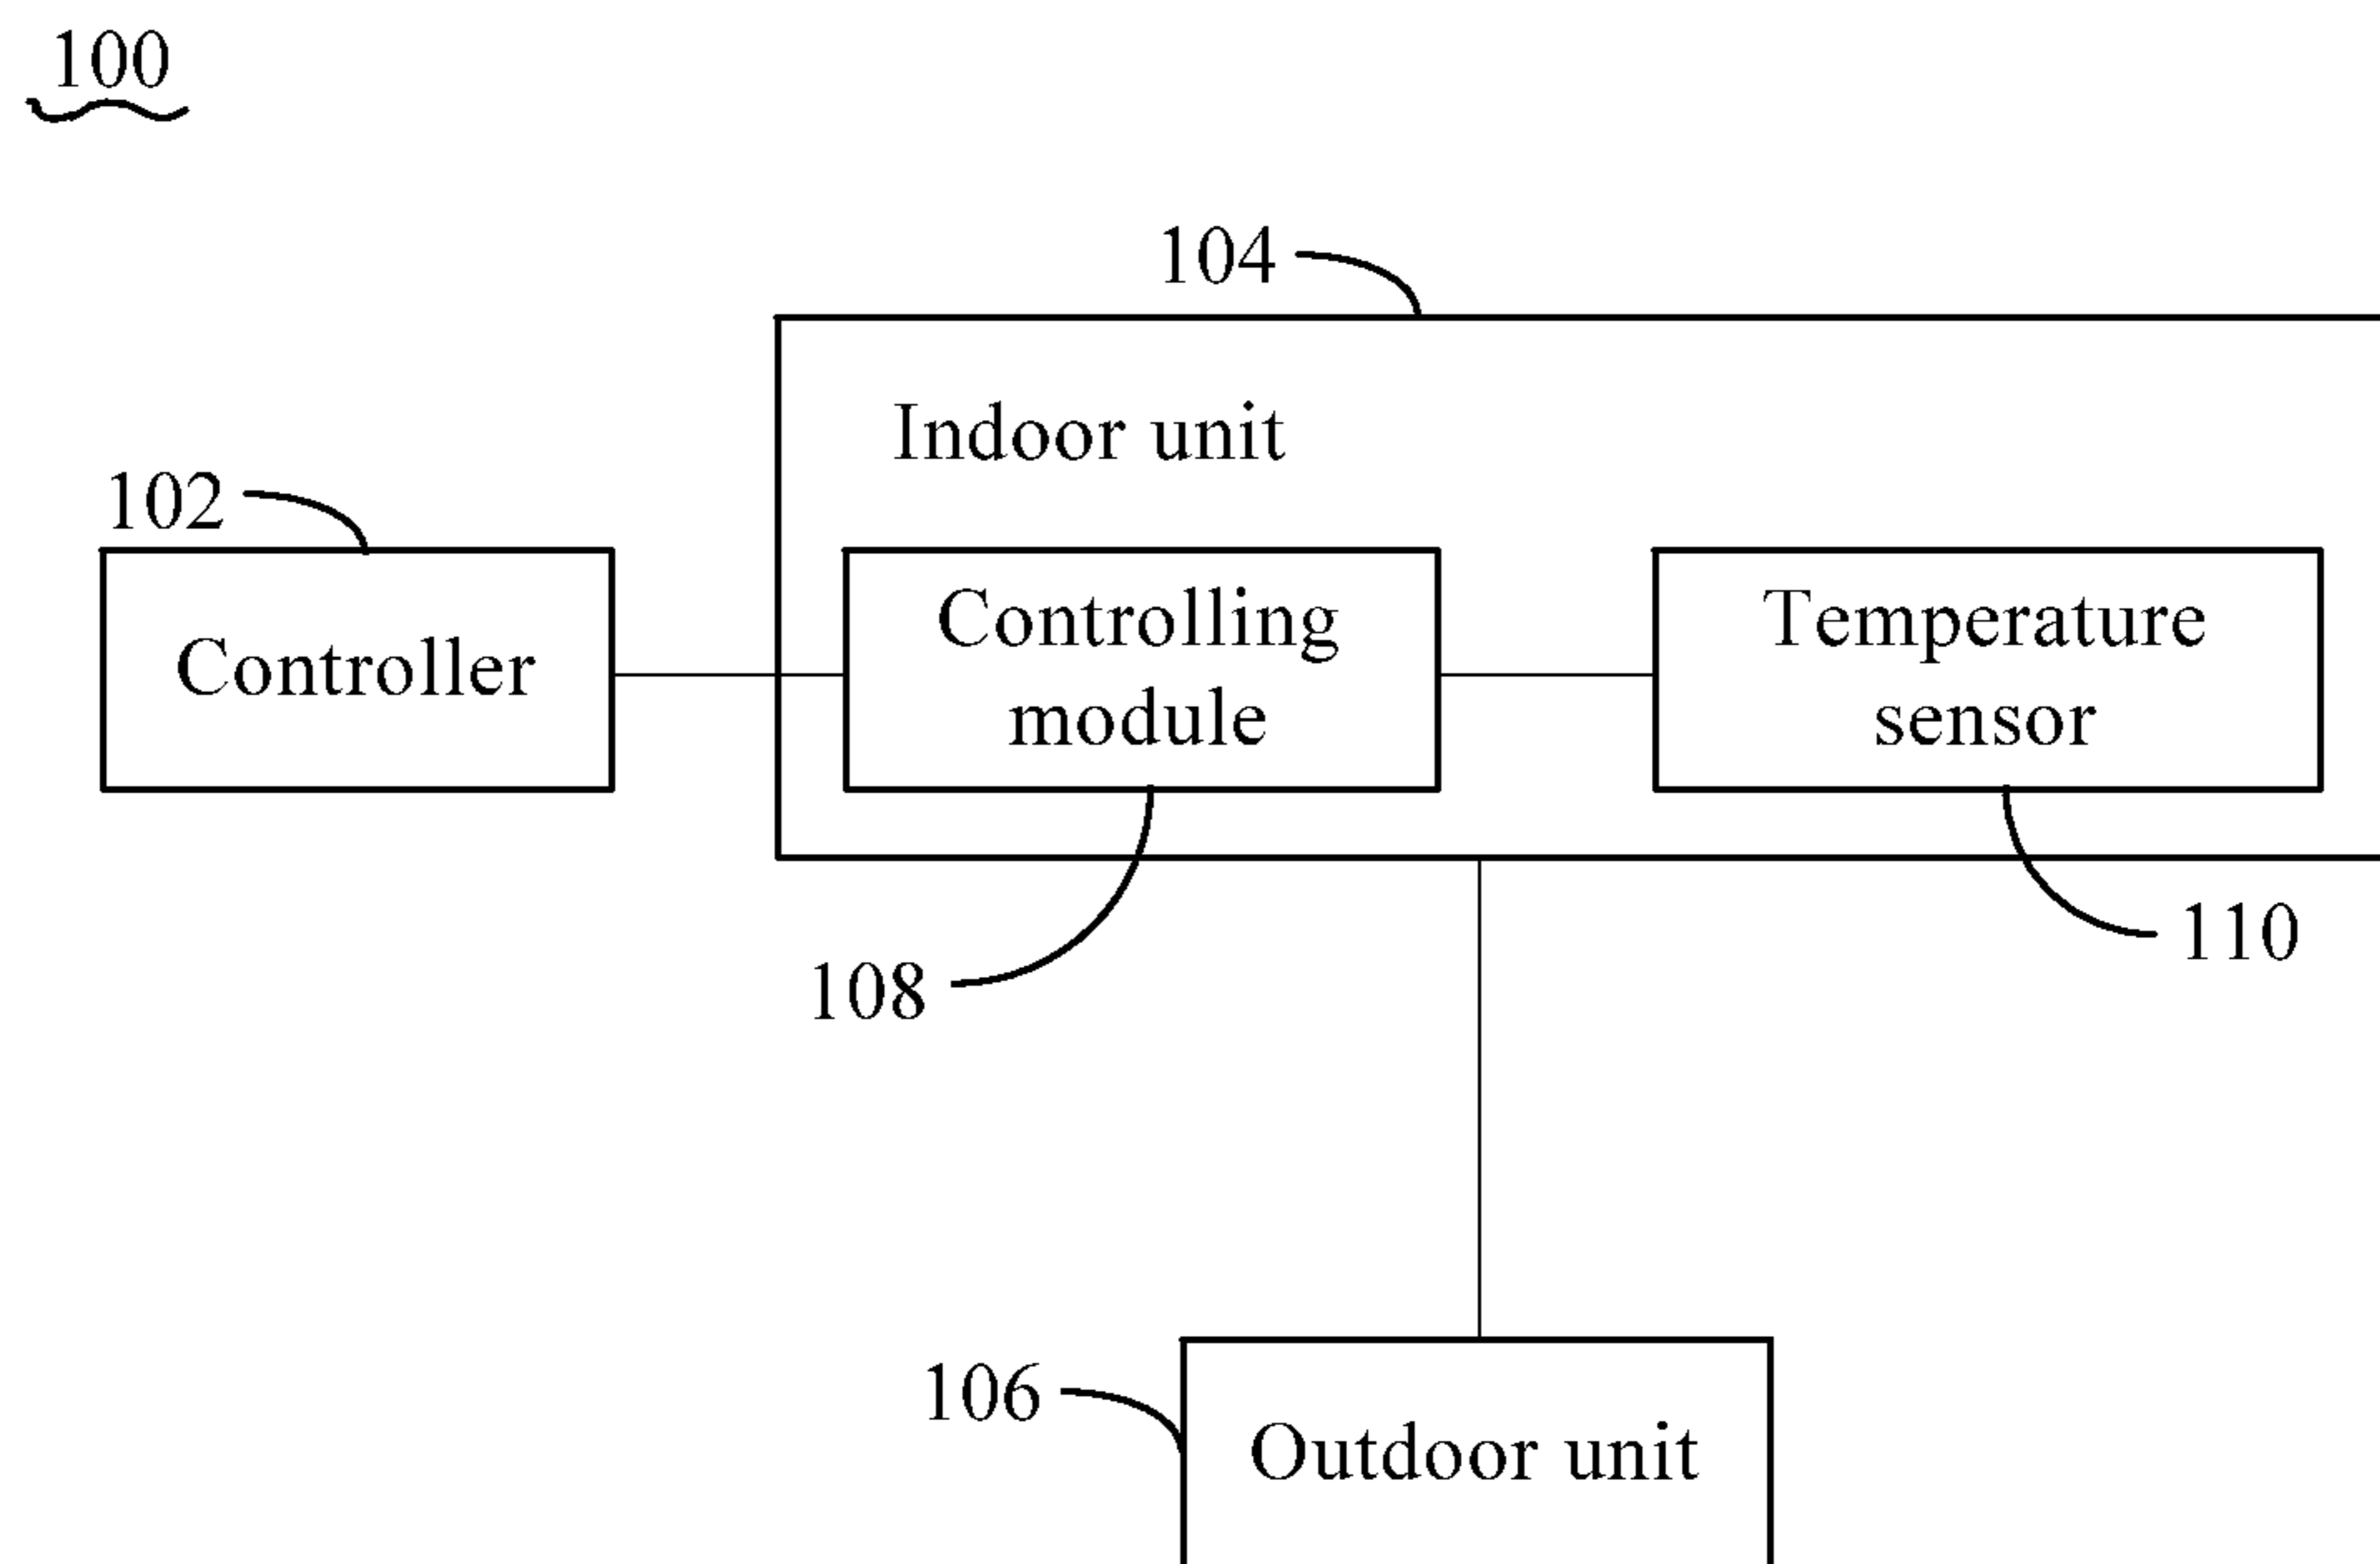 100
104
Indoor unit
102
Controller
Controlling
module
Temperature
sensor
108
110
106
Outdoor unit